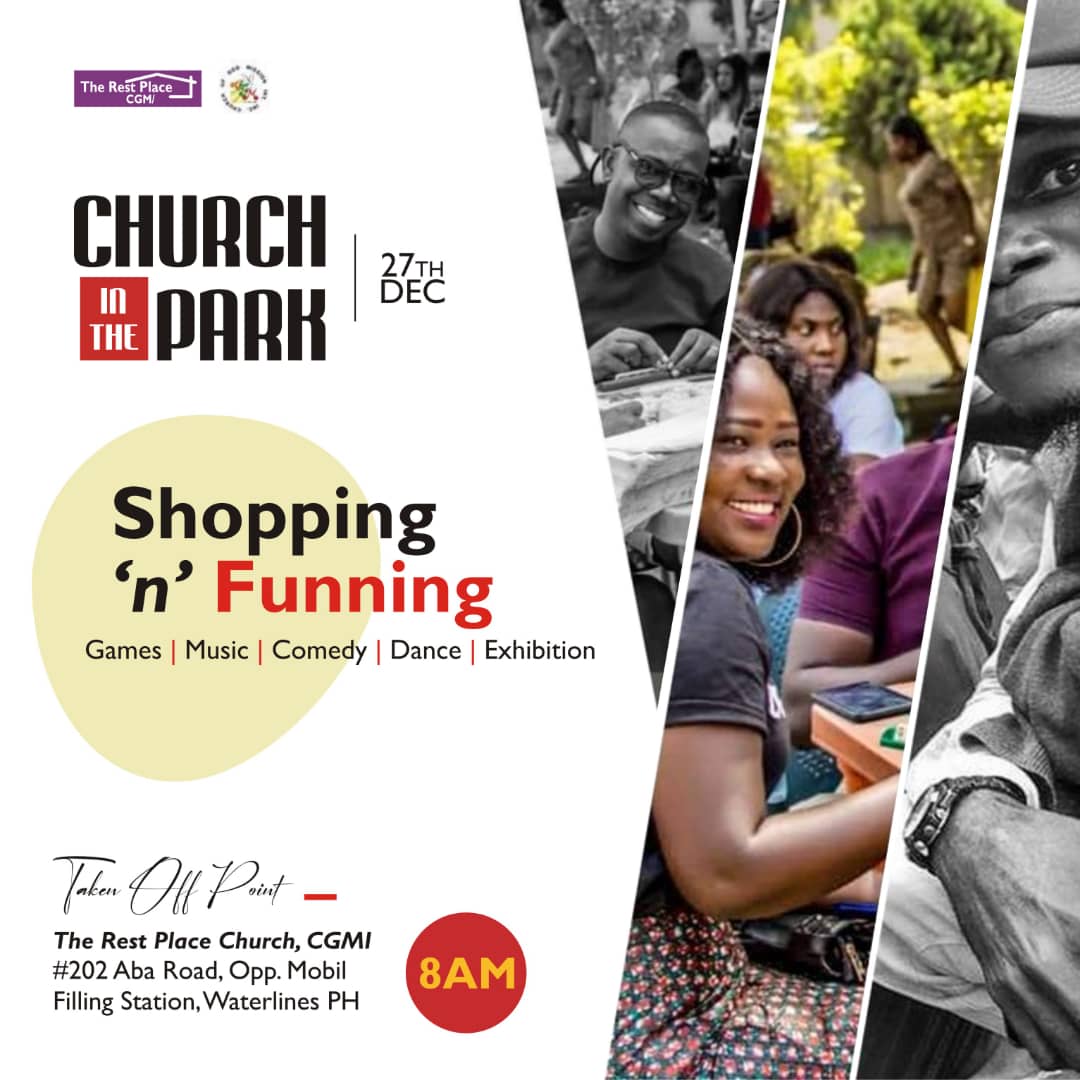 The Rest Place
CGMI
CHURCH
IN
THE
PARK
27TH
DEC
Shopping
‘n’ Funning
Games | Music | Comedy | Dance | Exhibition
Taken Off Point
The Rest Place Church, CGMI
#202 Aba Road, Opp. Mobil
Filling Station, Waterlines PH
8AM